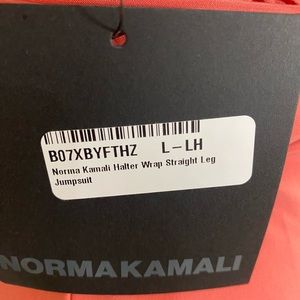 B07XBYFTHZ L-LH
Norma Kamali Halter Wrap Straight Leg
Jumpsuit
NORMAKAMALI